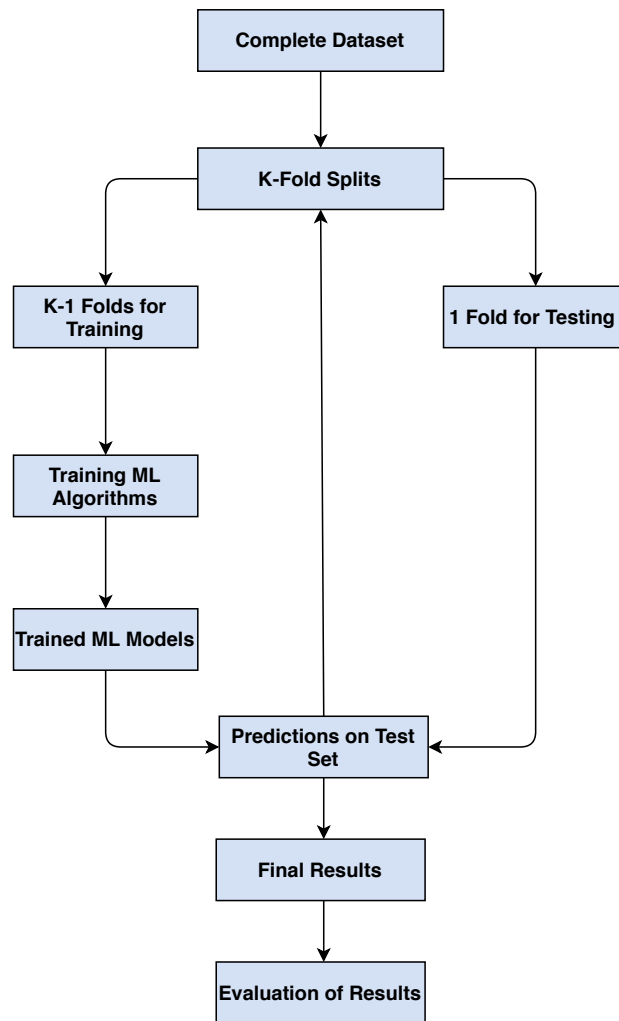 Complete Dataset
K-Fold Splits
K-1 Folds for
Training
1 Fold for Testing
Training ML
Algorithms
Trained ML Models
Predictions on Test
Set
Final Results
Evaluation of Results